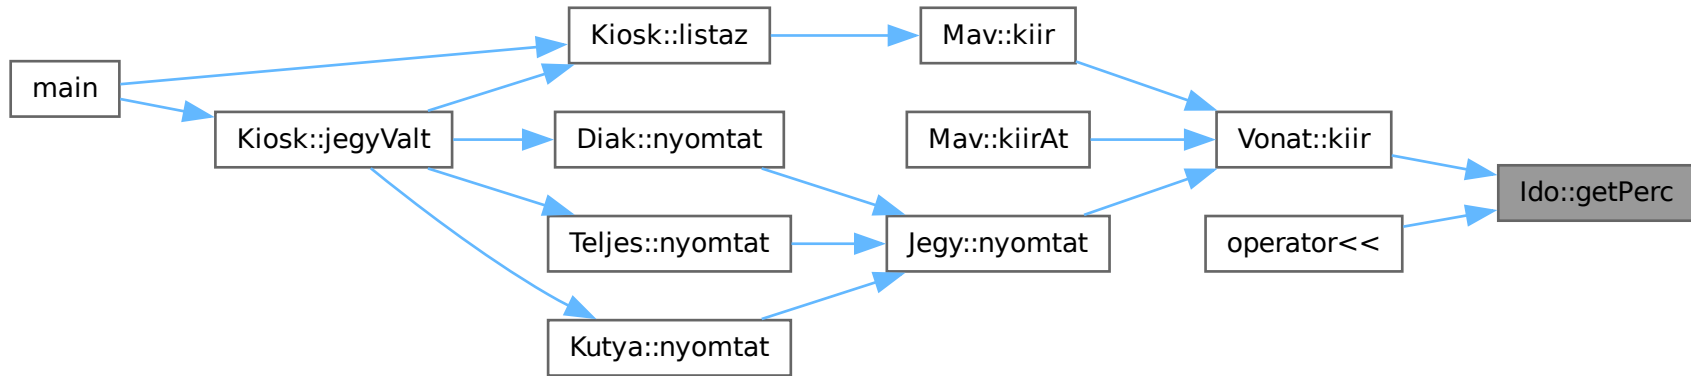 main
Kiosk::listaz
Mav::kiir
Kiosk::jegyValt
Diak::nyomtat
Mav::kiirAt
Vonat::kiir
Ido::getPerc
Teljes::nyomtat
Jegy::nyomtat
operator<<
Kutya::nyomtat